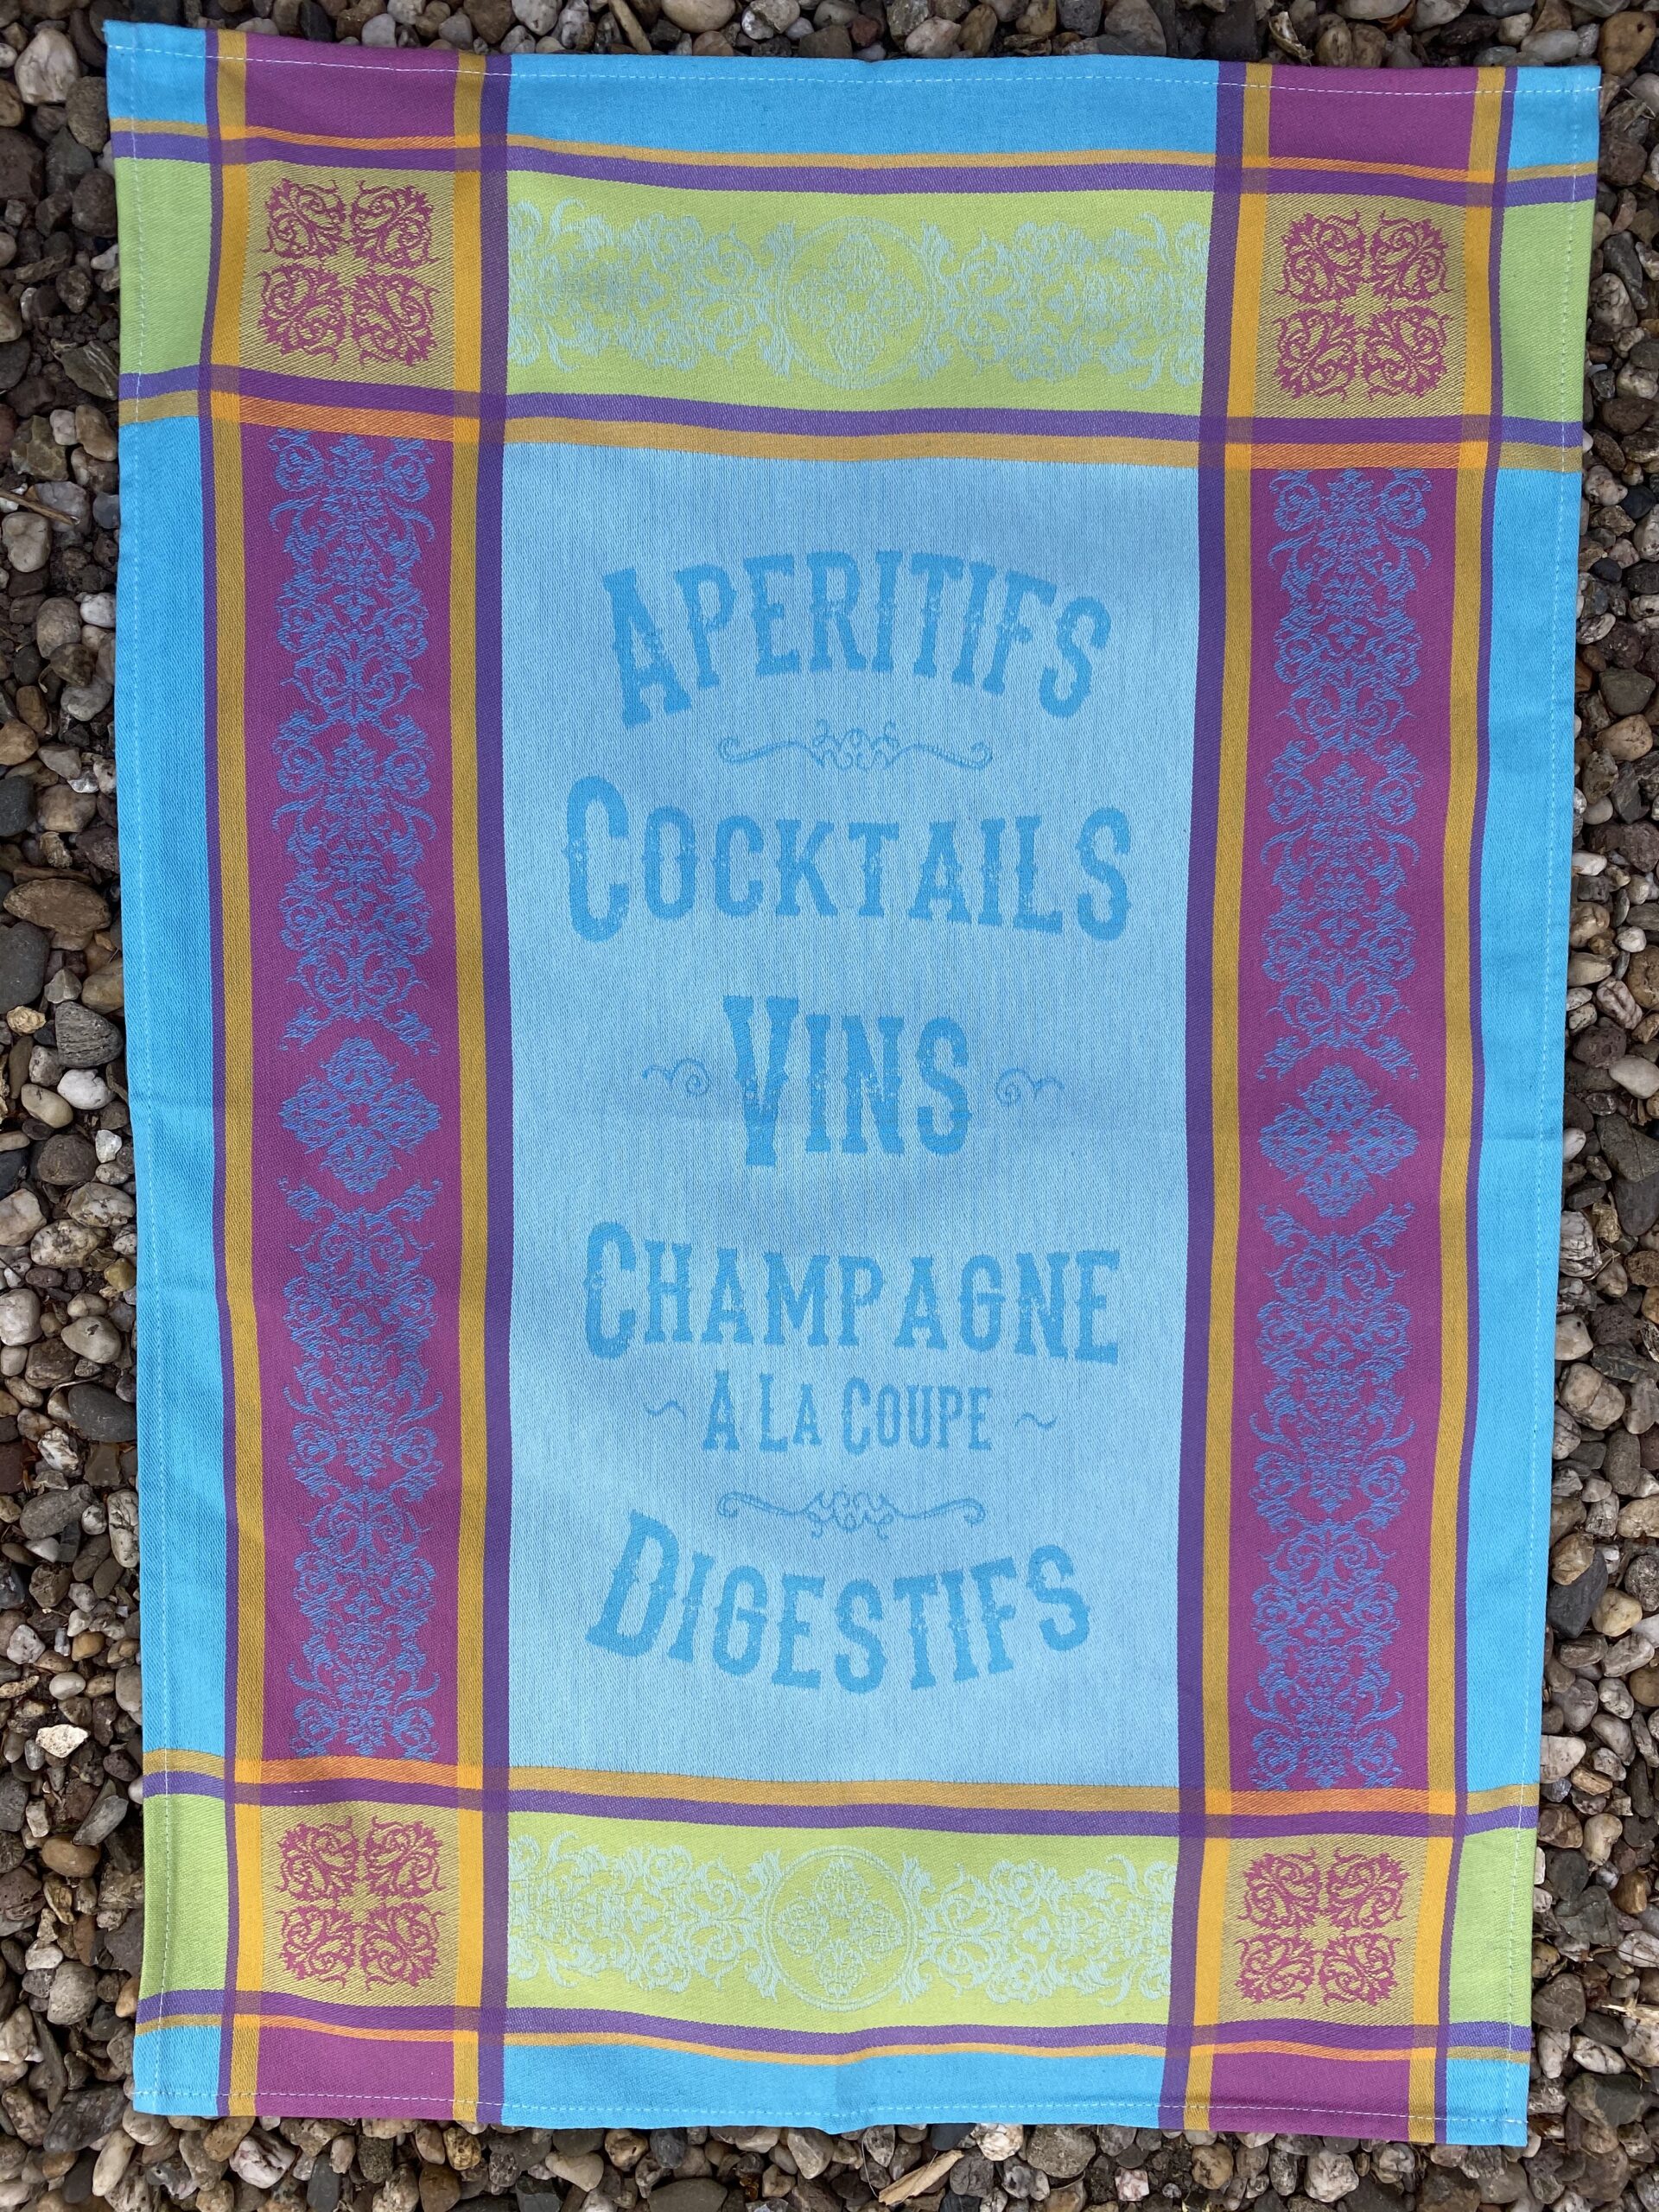 APERITIFS
COCKTAILS
VINS
CHAMPAGNE
~ A LA COUPE ~
DIGESTIFS